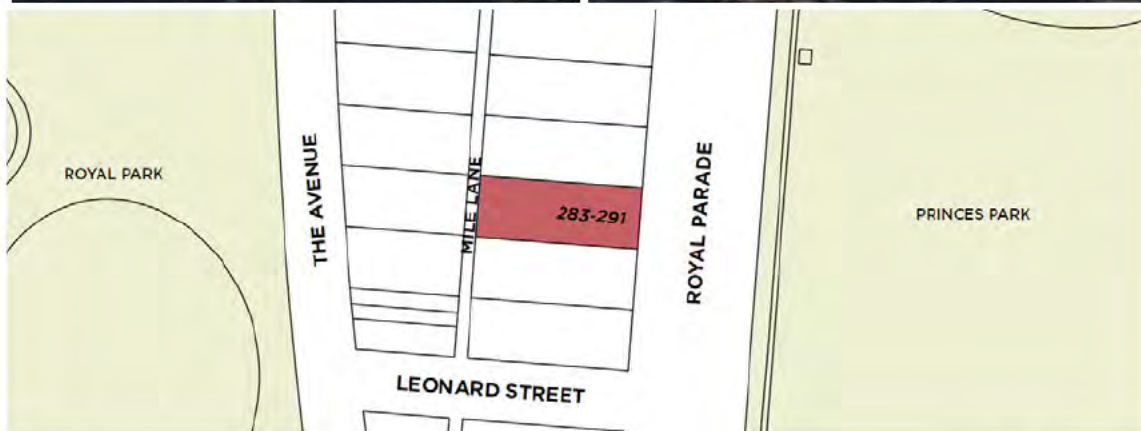 ROYAL PARK
THE AVENUE
MILE LANE
283-291
ROYAL PARADE
PRINCES PARK
LEONARD STREET